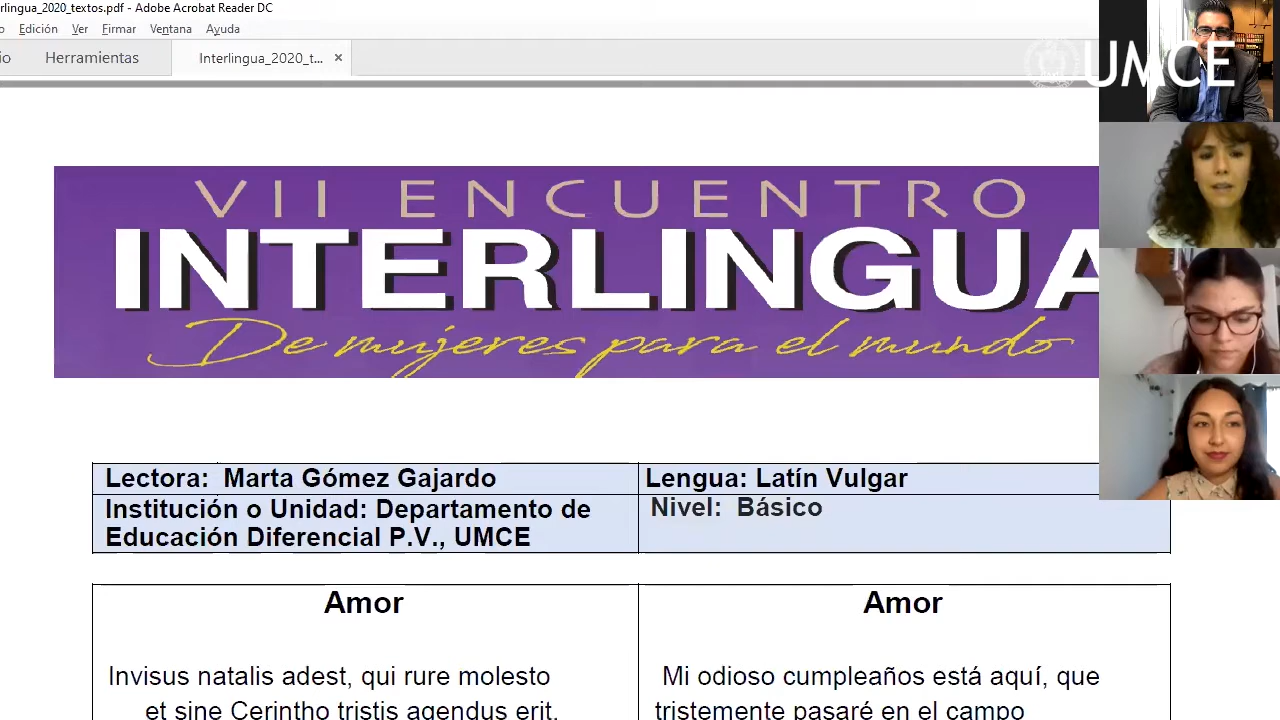 rlingua_2020_textos.pdf - Adobe Acrobat Reader DC
o Edición Ver Firmar Ventana Ayuda
io Herramientas Interlingua_2020_t... ×
UMCE
VII ENCUENTRO
INTERLINGUA
De mujeres para el mundo
Lectora: Marta Gómez Gajardo
Lengua: Latín Vulgar
Institución o Unidad: Departamento de
Educación Diferencial P.V., UMCE
Nivel: Básico
Amor
Invisus natalis adest, qui rure molesto
et sine Cerintho tristis agendus erit.
Amor
Mi odioso cumpleaños está aquí, que
tristemente pasaré en el campo